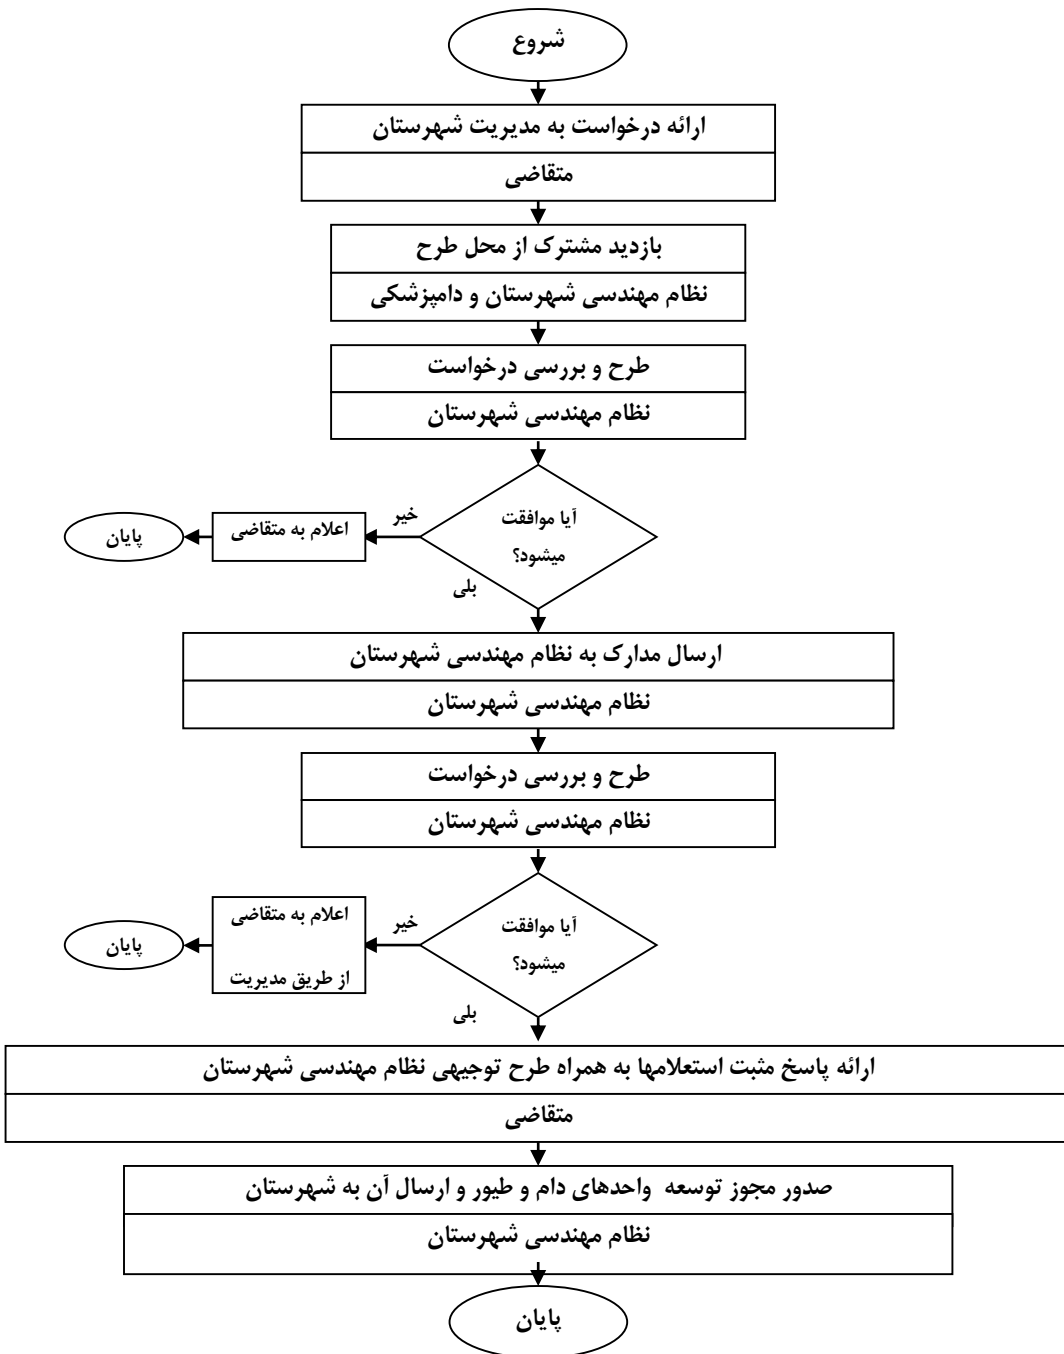 شروع
ارائه درخواست به مدیریت شهرستان
متقاضی
بازدید مشترک از محل طرح
نظام مهندسی شهرستان و دامپزشکی
طرح و بررسی درخواست
نظام مهندسی شهرستان
آیا موافقت
میشود؟
خیر
اعلام به متقاضی
پایان
بلی
ارسال مدارک به نظام مهندسی شهرستان
نظام مهندسی شهرستان
طرح و بررسی درخواست
نظام مهندسی شهرستان
آیا موافقت
میشود؟
خیر
اعلام به متقاضی
از طریق مدیریت
پایان
بلی
ارائه پاسخ مثبت استعلامها به همراه طرح توجیهی نظام مهندسی شهرستان
متقاضی
صدور مجوز توسعه واحدهای دام و طیور و ارسال آن به شهرستان
نظام مهندسی شهرستان
پایان